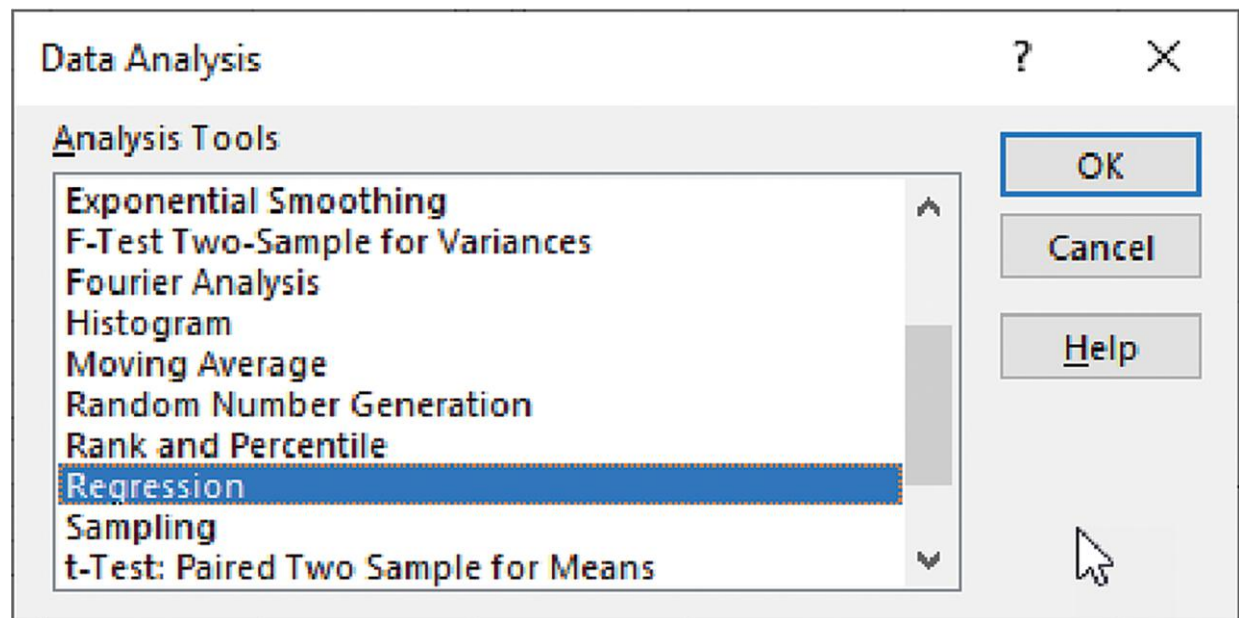 Data Analysis ?
Analysis Tools
Exponential Smoothing
F-Test Two-Sample for Variances
Fourier Analysis
Histogram
Moving Average
Random Number Generation
Rank and Percentile
Regression
Sampling
t-Test: Paired Two Sample for Means
OK
Cancel
Help